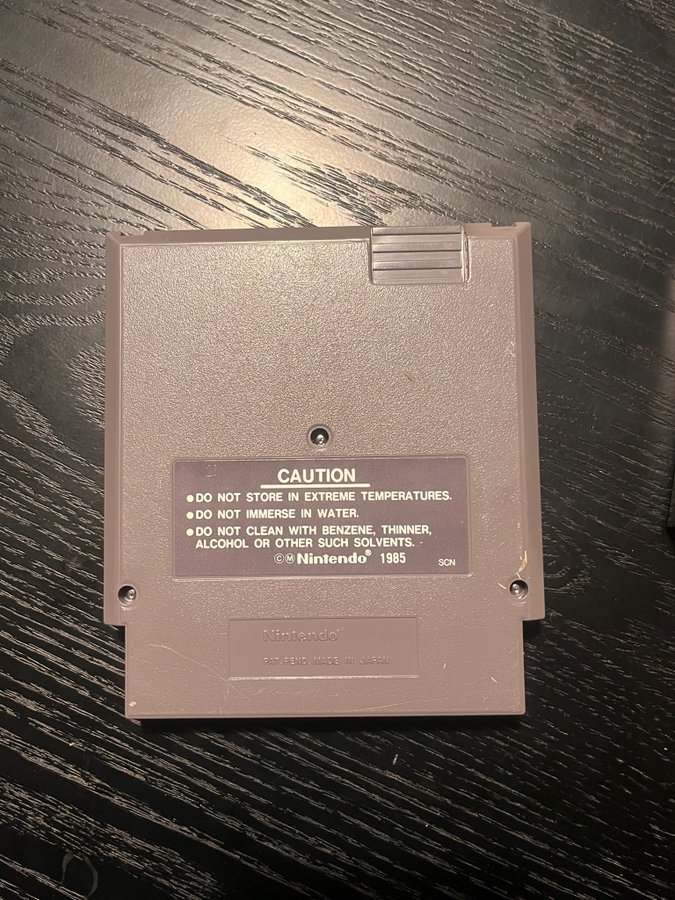 CAUTION
●DO NOT STORE IN EXTREME TEMPERATURES.
●DO NOT IMMERSE IN WATER.
●DO NOT CLEAN WITH BENZENE, THINNER,
ALCOHOL OR OTHER SUCH SOLVENTS.
©Ⓜ Nintendo® 1985 SCN
Nintendo®
PAT. PEND. MADE IN JAPAN